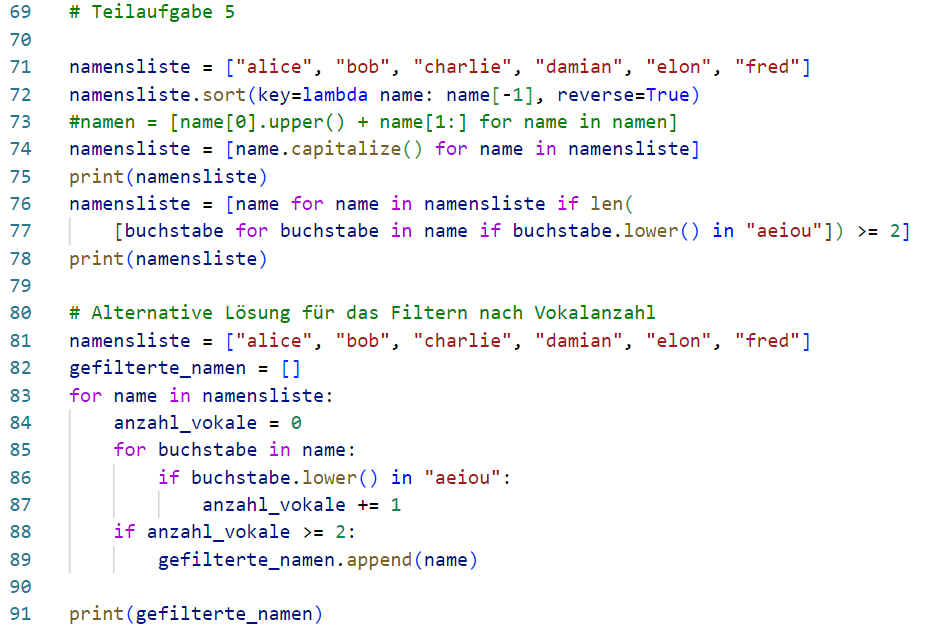 69 # Teilaufgabe 5
70
71 namensliste = ["alice", "bob", "charlie", "damian", "elon", "fred"]
72 namensliste.sort(key=lambda name: name[-1], reverse=True)
73 #namen = [name[0].upper() + name[1:] for name in namen]
74 namensliste = [name.capitalize() for name in namensliste]
75 print(namensliste)
76 namensliste = [name for name in namensliste if len(
77     [buchstabe for buchstabe in name if buchstabe.lower() in "aeiou"]) >= 2]
78 print(namensliste)
79
80 # Alternative Lösung für das Filtern nach Vokalanzahl
81 namensliste = ["alice", "bob", "charlie", "damian", "elon", "fred"]
82 gefilterte_namen = []
83 for name in namensliste:
84     anzahl_vokale = 0
85     for buchstabe in name:
86         if buchstabe.lower() in "aeiou":
87             anzahl_vokale += 1
88     if anzahl_vokale >= 2:
89         gefilterte_namen.append(name)
90
91 print(gefilterte_namen)